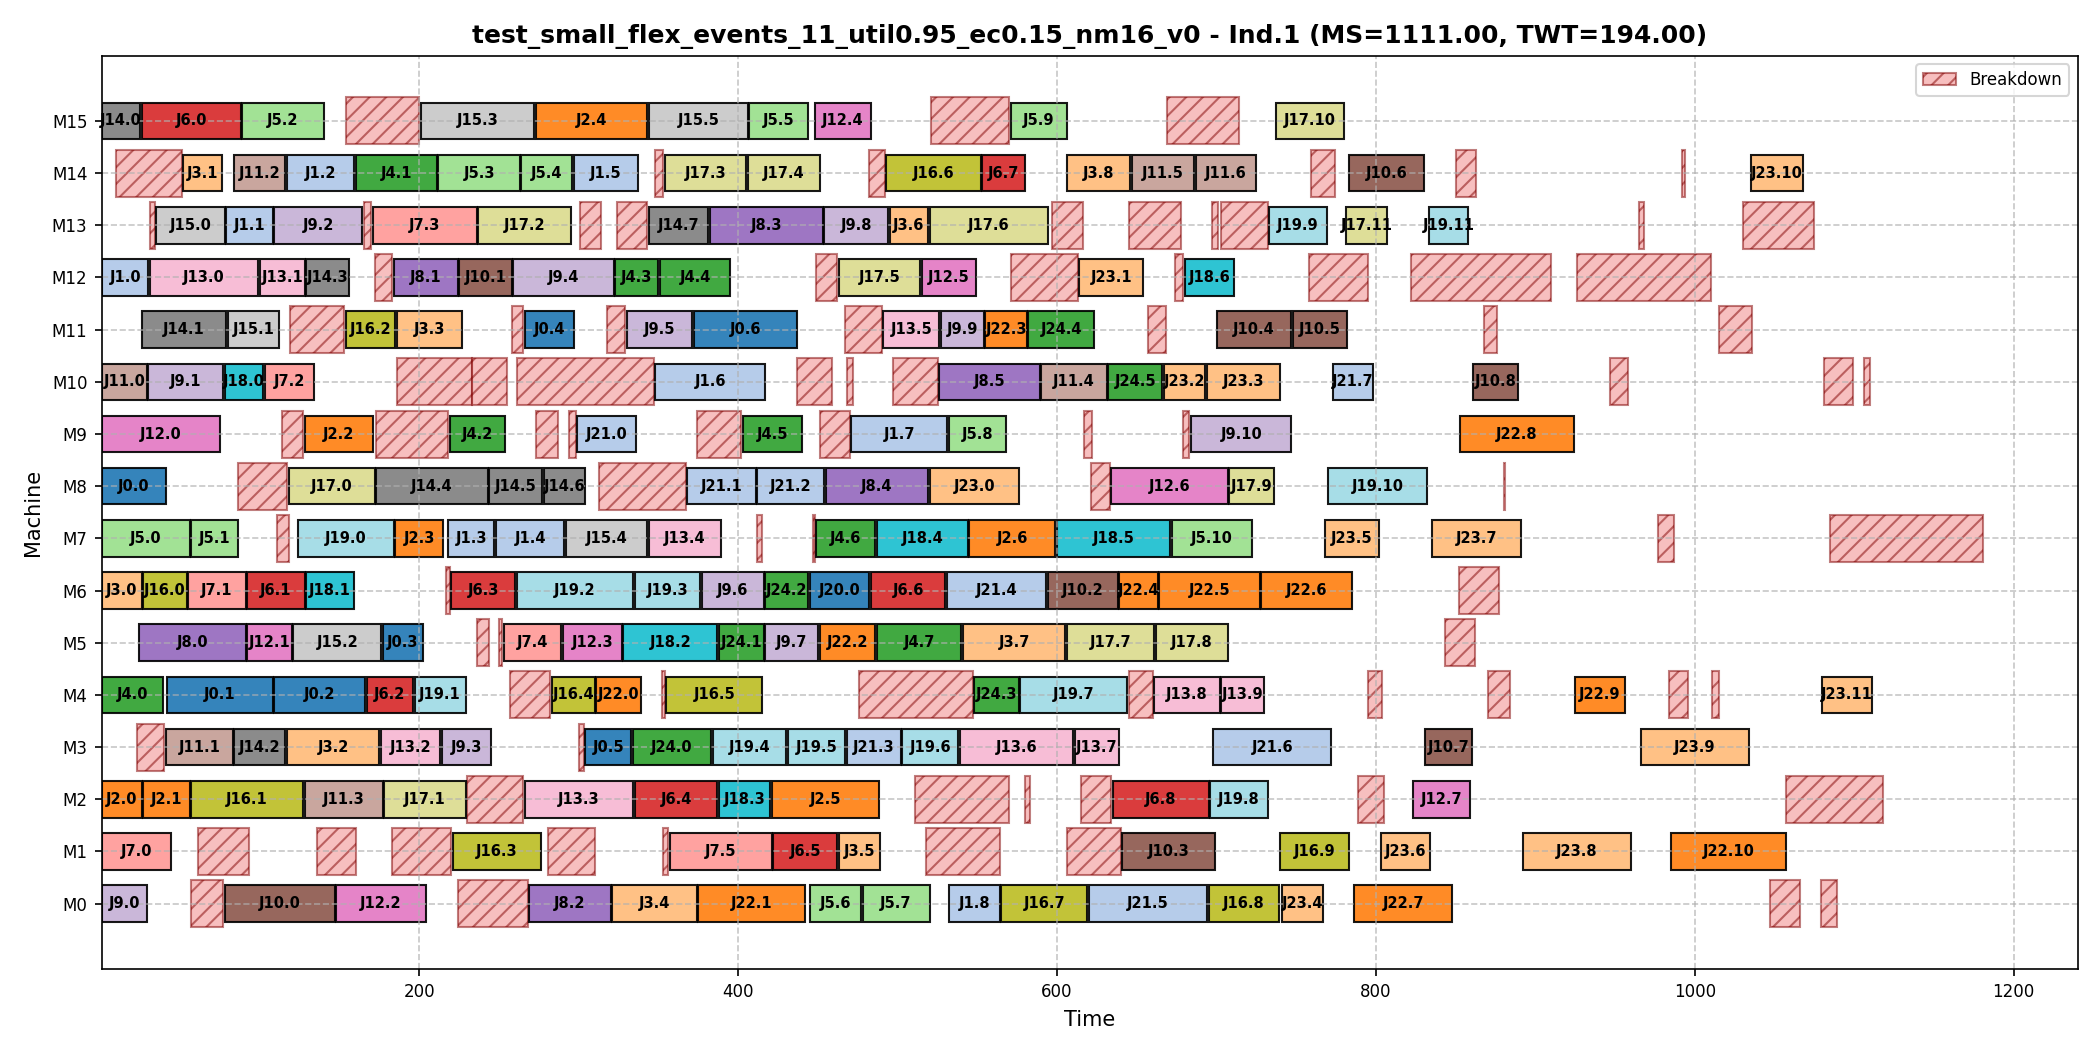 test_small_flex_events_11_util0.95_ec0.15_nm16_v0 - Ind.1 (MS=1111.00, TWT=194.00)
Breakdown
M15 J14.0 J6.0 J5.2 J15.3 J2.4 J15.5 J5.5 J12.4 J5.9 J17.10
M14 J3.1 J11.2 J1.2 J4.1 J5.3 J5.4 J1.5 J17.3 J17.4 J16.6 J6.7 J3.8 J11.5 J11.6 J10.6 J23.10
M13 J15.0 J1.1 J9.2 J7.3 J17.2 J14.7 J8.3 J9.8 J3.6 J17.6 J19.9 J17.11 J19.11
M12 J1.0 J13.0 J13.1 J14.3 J8.1 J10.1 J9.4 J4.3 J4.4 J17.5 J12.5 J23.1 J18.6
M11 J14.1 J15.1 J16.2 J3.3 J0.4 J9.5 J0.6 J13.5 J9.9 J22.3 J24.4 J10.4 J10.5
M10 J11.0 J9.1 J18.0 J7.2 J1.6 J8.5 J11.4 J24.5 J23.2 J23.3 J21.7 J10.8
M9 J12.0 J2.2 J4.2 J21.0 J4.5 J1.7 J5.8 J9.10 J22.8
M8 J0.0 J17.0 J14.4 J14.5 J14.6 J21.1 J21.2 J8.4 J23.0 J12.6 J17.9 J19.10
M7 J5.0 J5.1 J19.0 J2.3 J1.3 J1.4 J15.4 J13.4 J4.6 J18.4 J2.6 J18.5 J5.10 J23.5 J23.7
M6 J3.0 J16.0 J7.1 J6.1 J18.1 J6.3 J19.2 J19.3 J9.6 J24.2 J20.0 J6.6 J21.4 J10.2 J22.4 J22.5 J22.6
M5 J8.0 J12.1 J15.2 J0.3 J7.4 J12.3 J18.2 J24.1 J9.7 J22.2 J4.7 J3.7 J17.7 J17.8
M4 J4.0 J0.1 J0.2 J6.2 J19.1 J16.4 J22.0 J16.5 J24.3 J19.7 J13.8 J13.9 J22.9 J23.11
M3 J11.1 J14.2 J3.2 J13.2 J9.3 J0.5 J24.0 J19.4 J19.5 J21.3 J19.6 J13.6 J13.7 J21.6 J10.7 J23.9
M2 J2.0 J2.1 J16.1 J11.3 J17.1 J13.3 J6.4 J18.3 J2.5 J6.8 J19.8 J12.7
M1 J7.0 J16.3 J7.5 J6.5 J3.5 J10.3 J16.9 J23.6 J23.8 J22.10
M0 J9.0 J10.0 J12.2 J8.2 J3.4 J22.1 J5.6 J5.7 J1.8 J16.7 J21.5 J16.8 J23.4 J22.7
Machine
200 400 600 800 1000 1200
Time